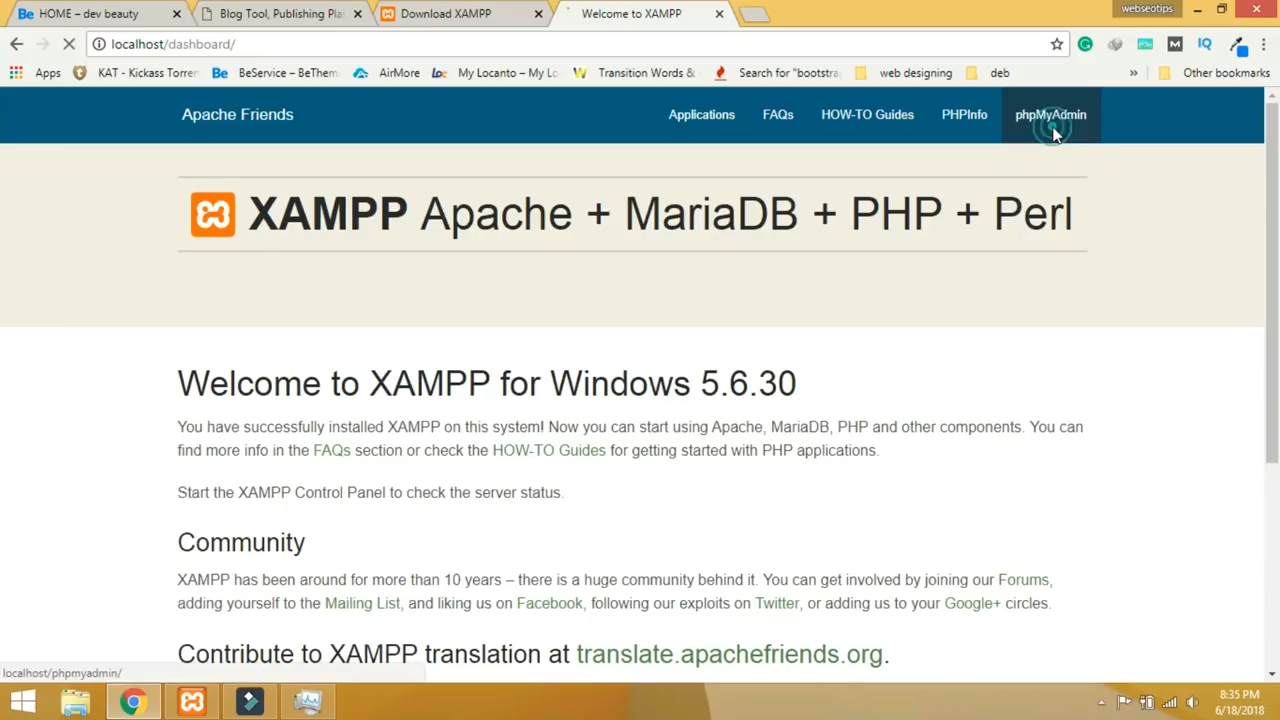 HOME – dev beauty
Blog Tool, Publishing Pla
Download XAMPP
Welcome to XAMPP
webseotips
localhost/dashboard/
Apps
KAT - Kickass Torren
BeService – BeThem
AirMore
My Locanto – My Lo
Transition Words &
Search for "bootstra
web designing
deb
»
Other bookmarks
Apache Friends
Applications
FAQs
HOW-TO Guides
PHPInfo
phpMyAdmin
XAMPP Apache + MariaDB + PHP + Perl
Welcome to XAMPP for Windows 5.6.30
You have successfully installed XAMPP on this system! Now you can start using Apache, MariaDB, PHP and other components. You can
find more info in the FAQs section or check the HOW-TO Guides for getting started with PHP applications.
Start the XAMPP Control Panel to check the server status.
Community
XAMPP has been around for more than 10 years – there is a huge community behind it. You can get involved by joining our Forums,
adding yourself to the Mailing List, and liking us on Facebook, following our exploits on Twitter, or adding us to your Google+ circles.
Contribute to XAMPP translation at translate.apachefriends.org.
localhost/phpmyadmin/
8:35 PM
6/18/2018